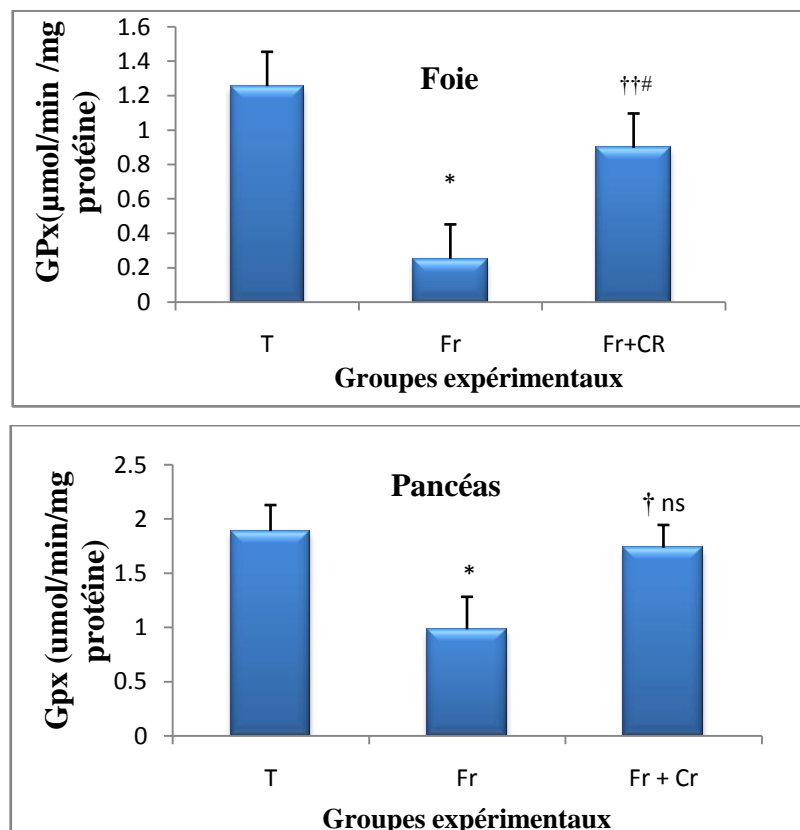 GPx(µmol/min /mg
protéine)
1.6
1.4
1.2
1
0.8
0.6
0.4
0.2
0
Foie
*
††#
T Fr Fr+CR
Groupes expérimentaux
Gpx (umol/min/mg
protéine)
2.5
2
1.5
1
0.5
0
Pancéas
*
† ns
T Fr Fr + Cr
Groupes expérimentaux